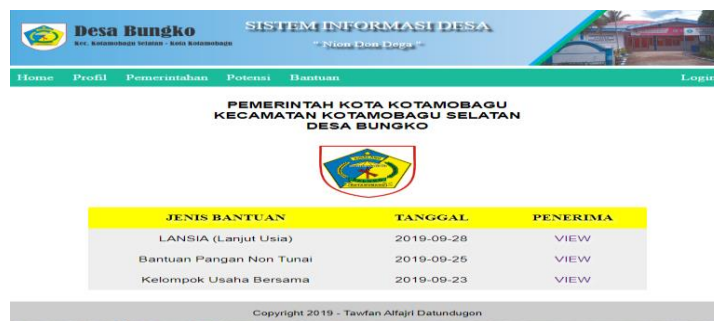 Desa Bungko
Kec. Kotamobagu Selatan - Kota Kotamobagu
SISTEM INFORMASI DESA
" Nion Don Dega "
Home Profil Pemerintahan Potensi Bantuan Login
PEMERINTAH KOTA KOTAMOBAGU
KECAMATAN KOTAMOBAGU SELATAN
DESA BUNGKO
JENIS BANTUAN TANGGAL PENERIMA
LANSIA (Lanjut Usia) 2019-09-28 VIEW
Bantuan Pangan Non Tunai 2019-09-25 VIEW
Kelompok Usaha Bersama 2019-09-23 VIEW
Copyright 2019 - Tawfan Alfajri Datundugon